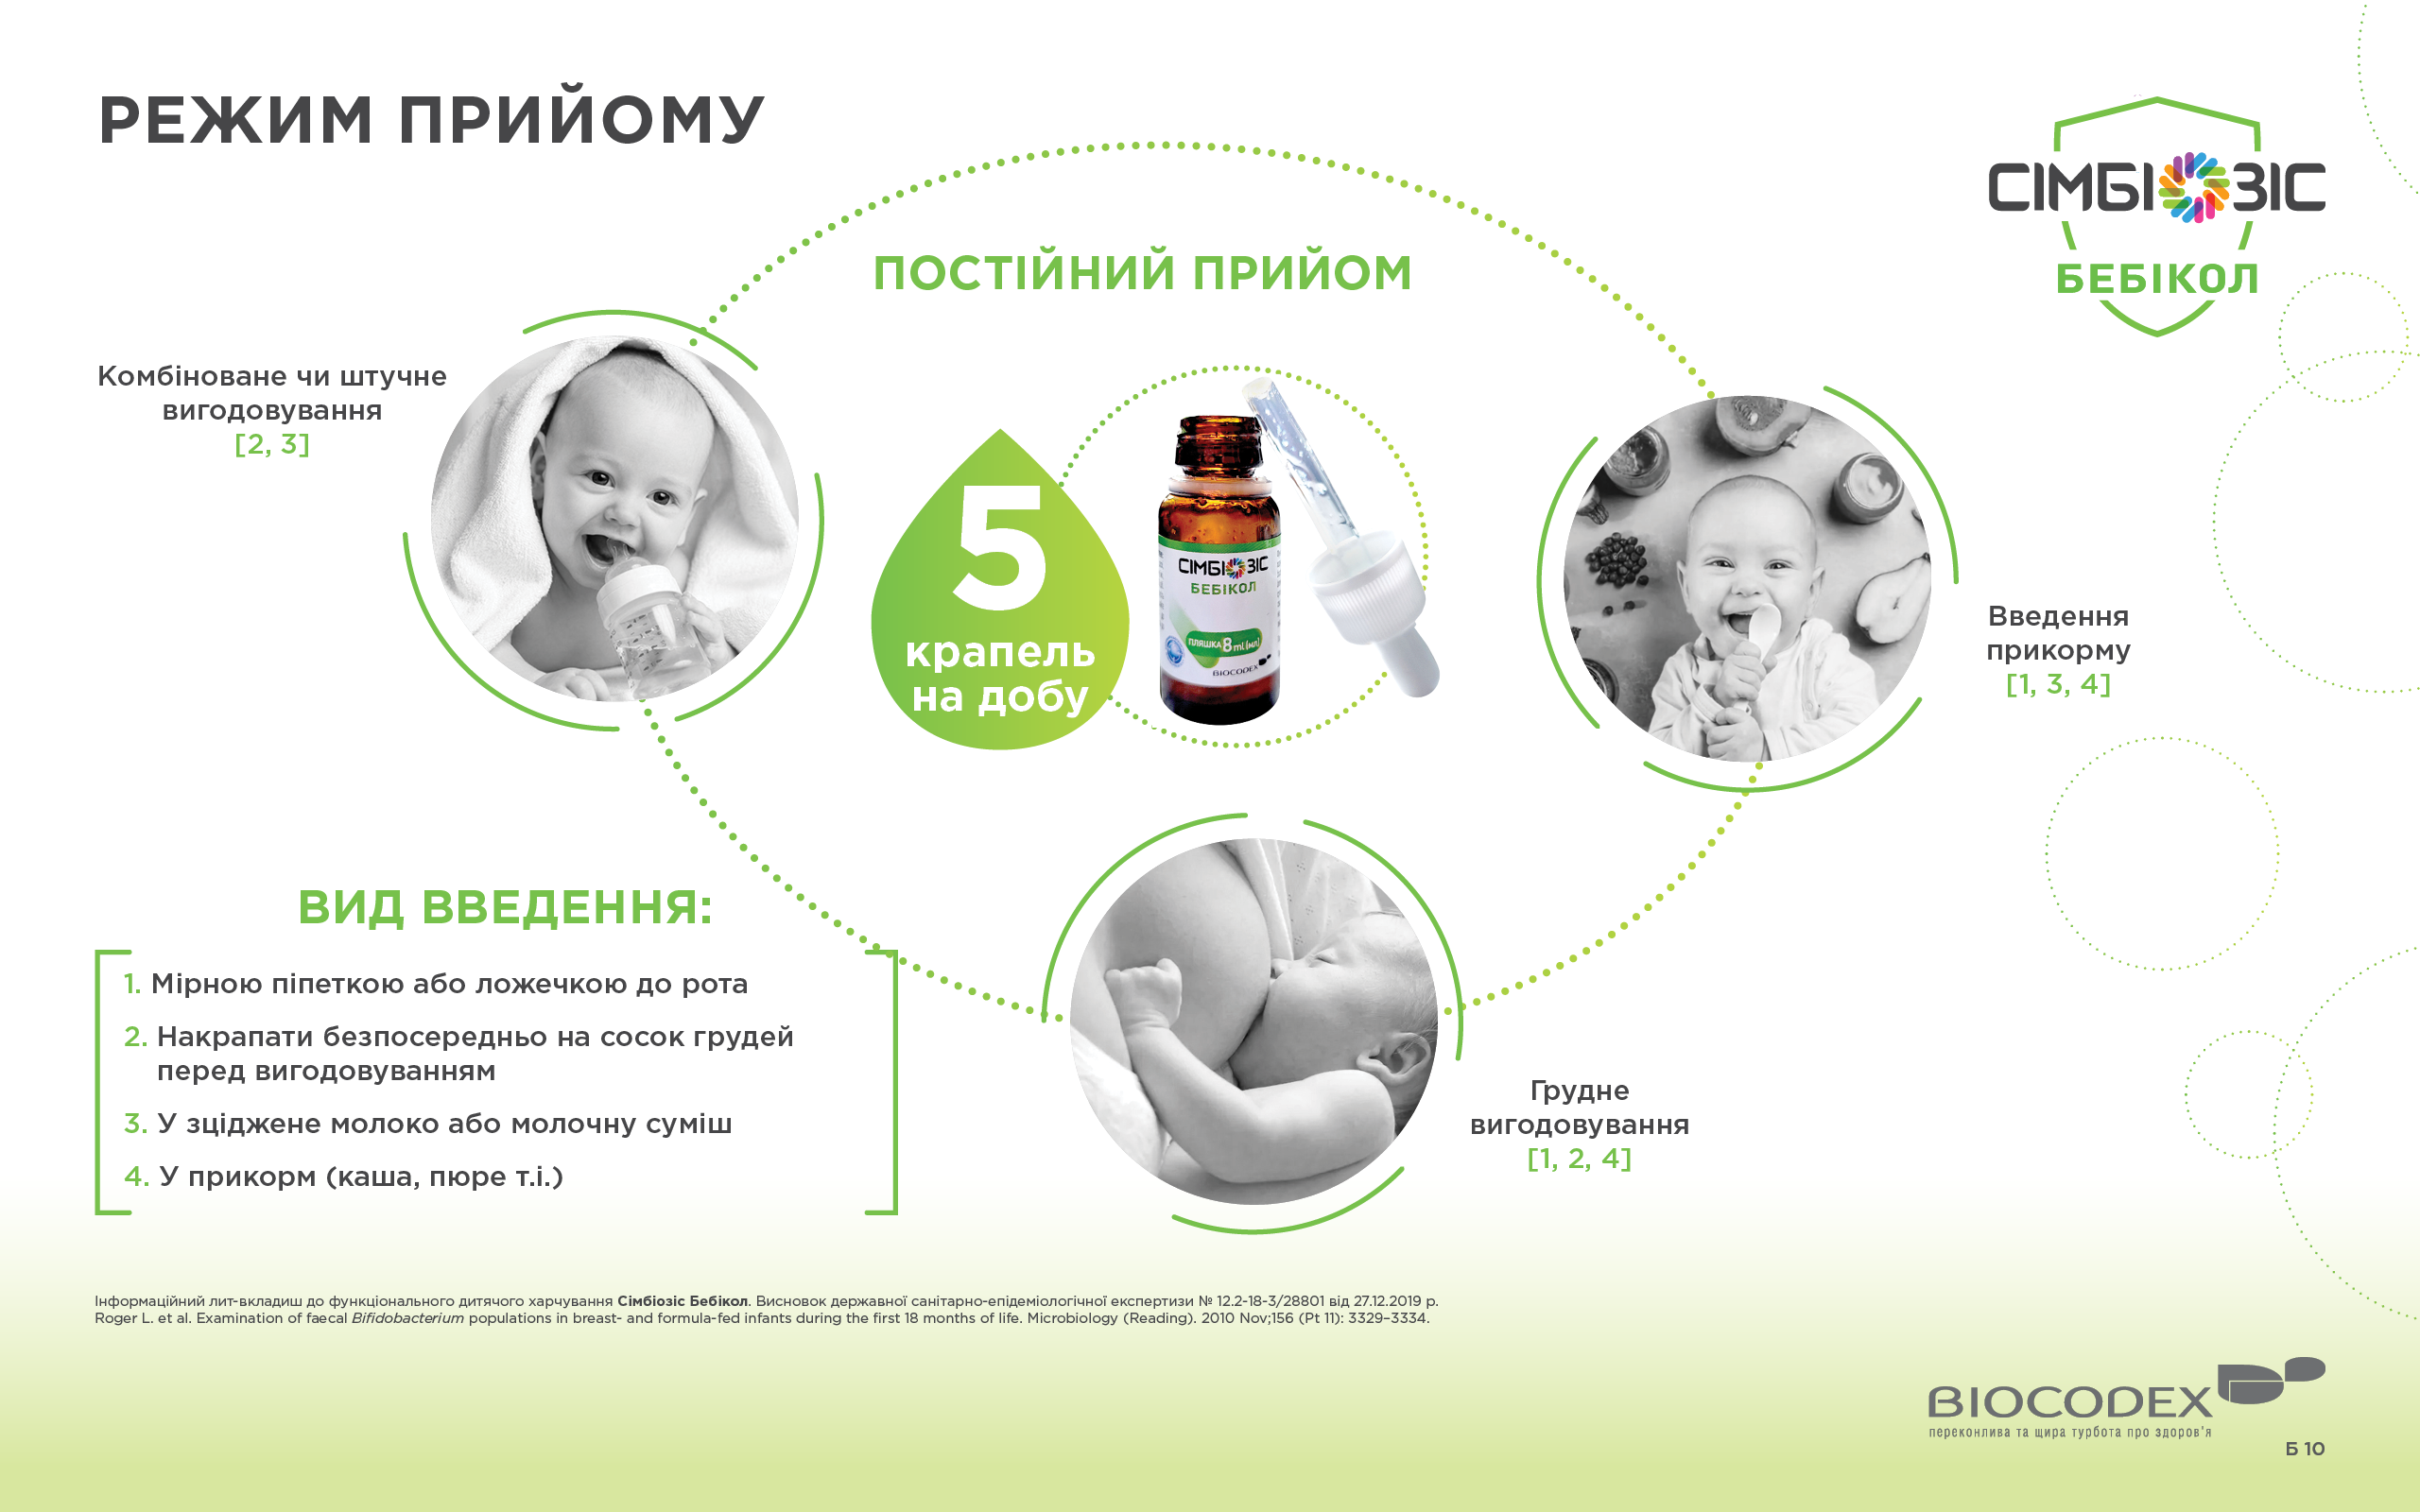 РЕЖИМ ПРИЙОМУ
СІМБІОЗІС
БЕБІКОЛ
ПОСТІЙНИЙ ПРИЙОМ
Комбіноване чи штучне
вигодовування
[2, 3]
5
крапель
на добу
СІМБІОЗІС
БЕБІКОЛ
ПЛЯШКА 8 ml (мл)
BIOCODEX
Введення
прикорму
[1, 3, 4]
Грудне
вигодовування
[1, 2, 4]
ВИД ВВЕДЕННЯ:
1. Мірною піпеткою або ложечкою до рота
2. Накрапати безпосередньо на сосок грудей
перед вигодовуванням
3. У зціджене молоко або молочну суміш
4. У прикорм (каша, пюре т.і.)
Інформаційний лит-вкладиш до функціонального дитячого харчування Сімбіозіс Бебікол. Висновок державної санітарно-епідеміологічної експертизи № 12.2-18-3/28801 від 27.12.2019 р.
Roger L. et al. Examination of faecal Bifidobacterium populations in breast- and formula-fed infants during the first 18 months of life. Microbiology (Reading). 2010 Nov;156 (Pt 11): 3329–3334.
BIOCODEX
переконлива та щира турбота про здоров'я
Б 10